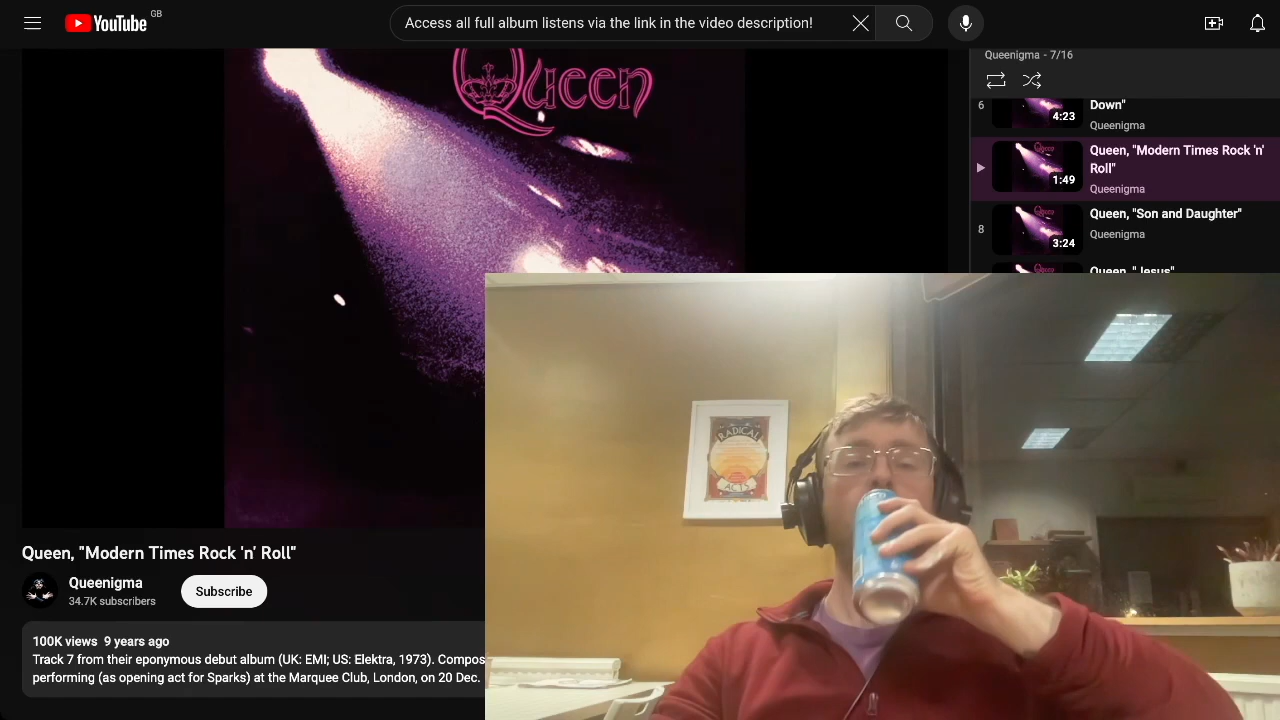 YouTube GB
Access all full album listens via the link in the video description!
Queen
Queenigma - 7/16
6
Down"
4:23
Queenigma
Queen, "Modern Times Rock 'n'
Roll"
1:49
Queenigma
8
Queen, "Son and Daughter"
3:24
Queenigma
Queen, "Jesus"
RADICAL
ACTS
Queen, "Modern Times Rock 'n' Roll"
Queenigma
34.7K subscribers
Subscribe
100K views 9 years ago
Track 7 from their eponymous debut album (UK: EMI; US: Elektra, 1973). Compos
performing (as opening act for Sparks) at the Marquee Club, London, on 20 Dec.